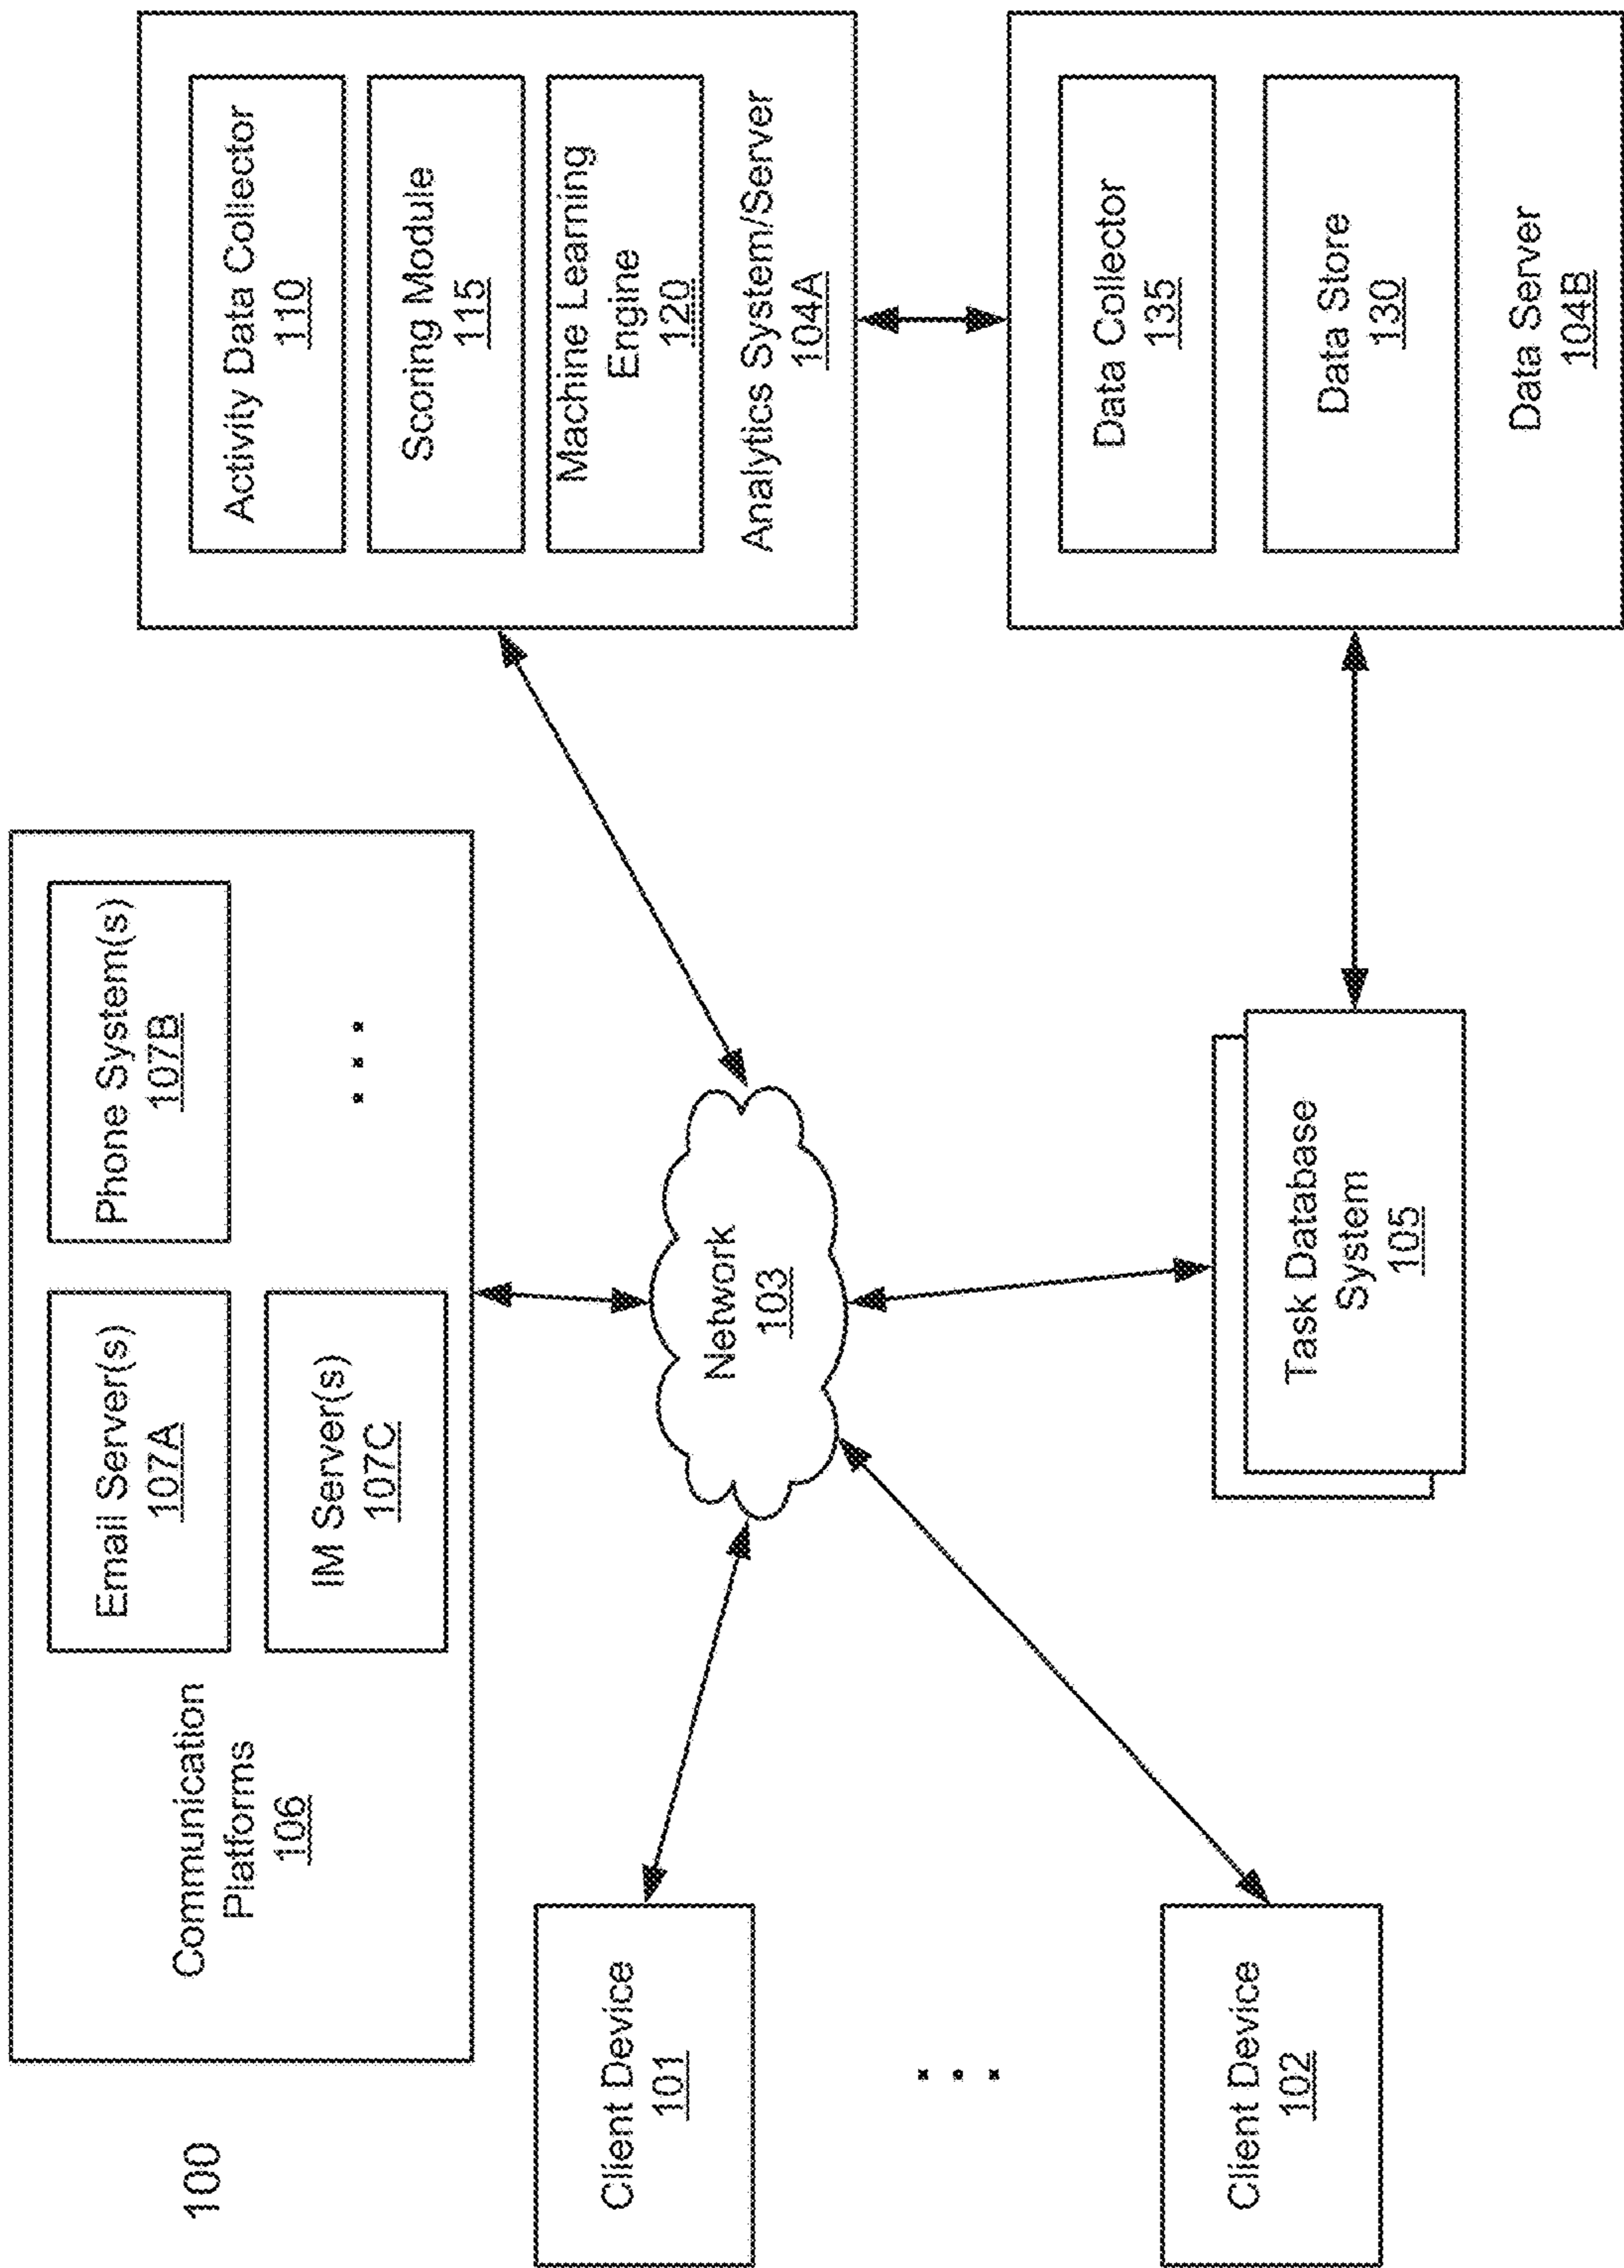 100
Communication
Platforms
106
Email Server(s)
107A
Phone System(s)
107B
IM Server(s)
107C
. . .
Client Device
101
. . .
Client Device
102
Network
103
Task Database
System
105
Activity Data Collector
110
Scoring Module
115
Machine Learning
Engine
120
Analytics System/Server
104A
Data Collector
135
Data Store
130
Data Server
104B